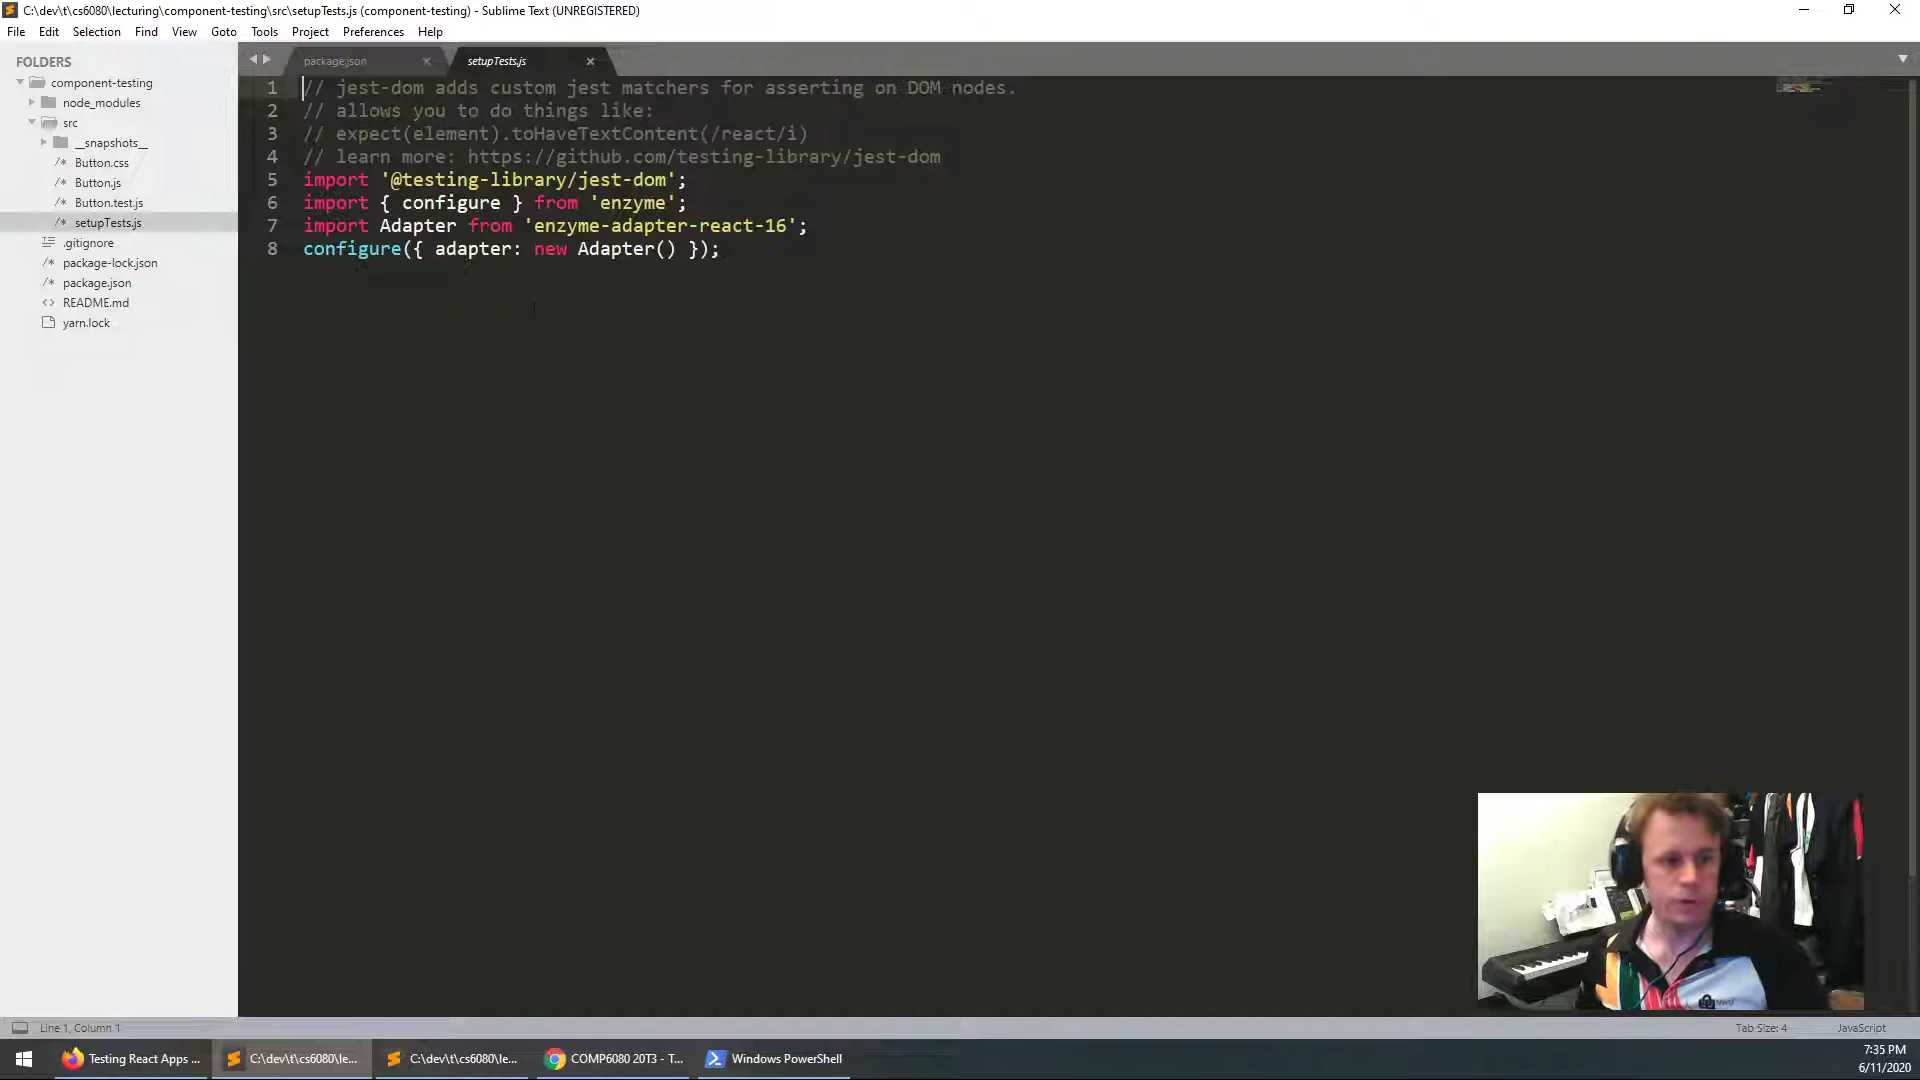 C:\dev\t\cs6080\lecturing\component-testing\src\setupTests.js (component-testing) - Sublime Text (UNREGISTERED)
File Edit Selection Find View Goto Tools Project Preferences Help
FOLDERS
component-testing
node_modules
src
__snapshots__
Button.css
Button.js
Button.test.js
setupTests.js
.gitignore
package-lock.json
package.json
README.md
yarn.lock
package.json setupTests.js
1 // jest-dom adds custom jest matchers for asserting on DOM nodes.
2 // allows you to do things like:
3 // expect(element).toHaveTextContent(/react/i)
4 // learn more: https://github.com/testing-library/jest-dom
5 import '@testing-library/jest-dom';
6 import { configure } from 'enzyme';
7 import Adapter from 'enzyme-adapter-react-16';
8 configure({ adapter: new Adapter() });
Line 1, Column 1
Tab Size: 4 JavaScript
Testing React Apps ...
C:\dev\t\cs6080\le...
C:\dev\t\cs6080\le...
COMP6080 20T3 - T...
Windows PowerShell
7:35 PM
6/11/2020